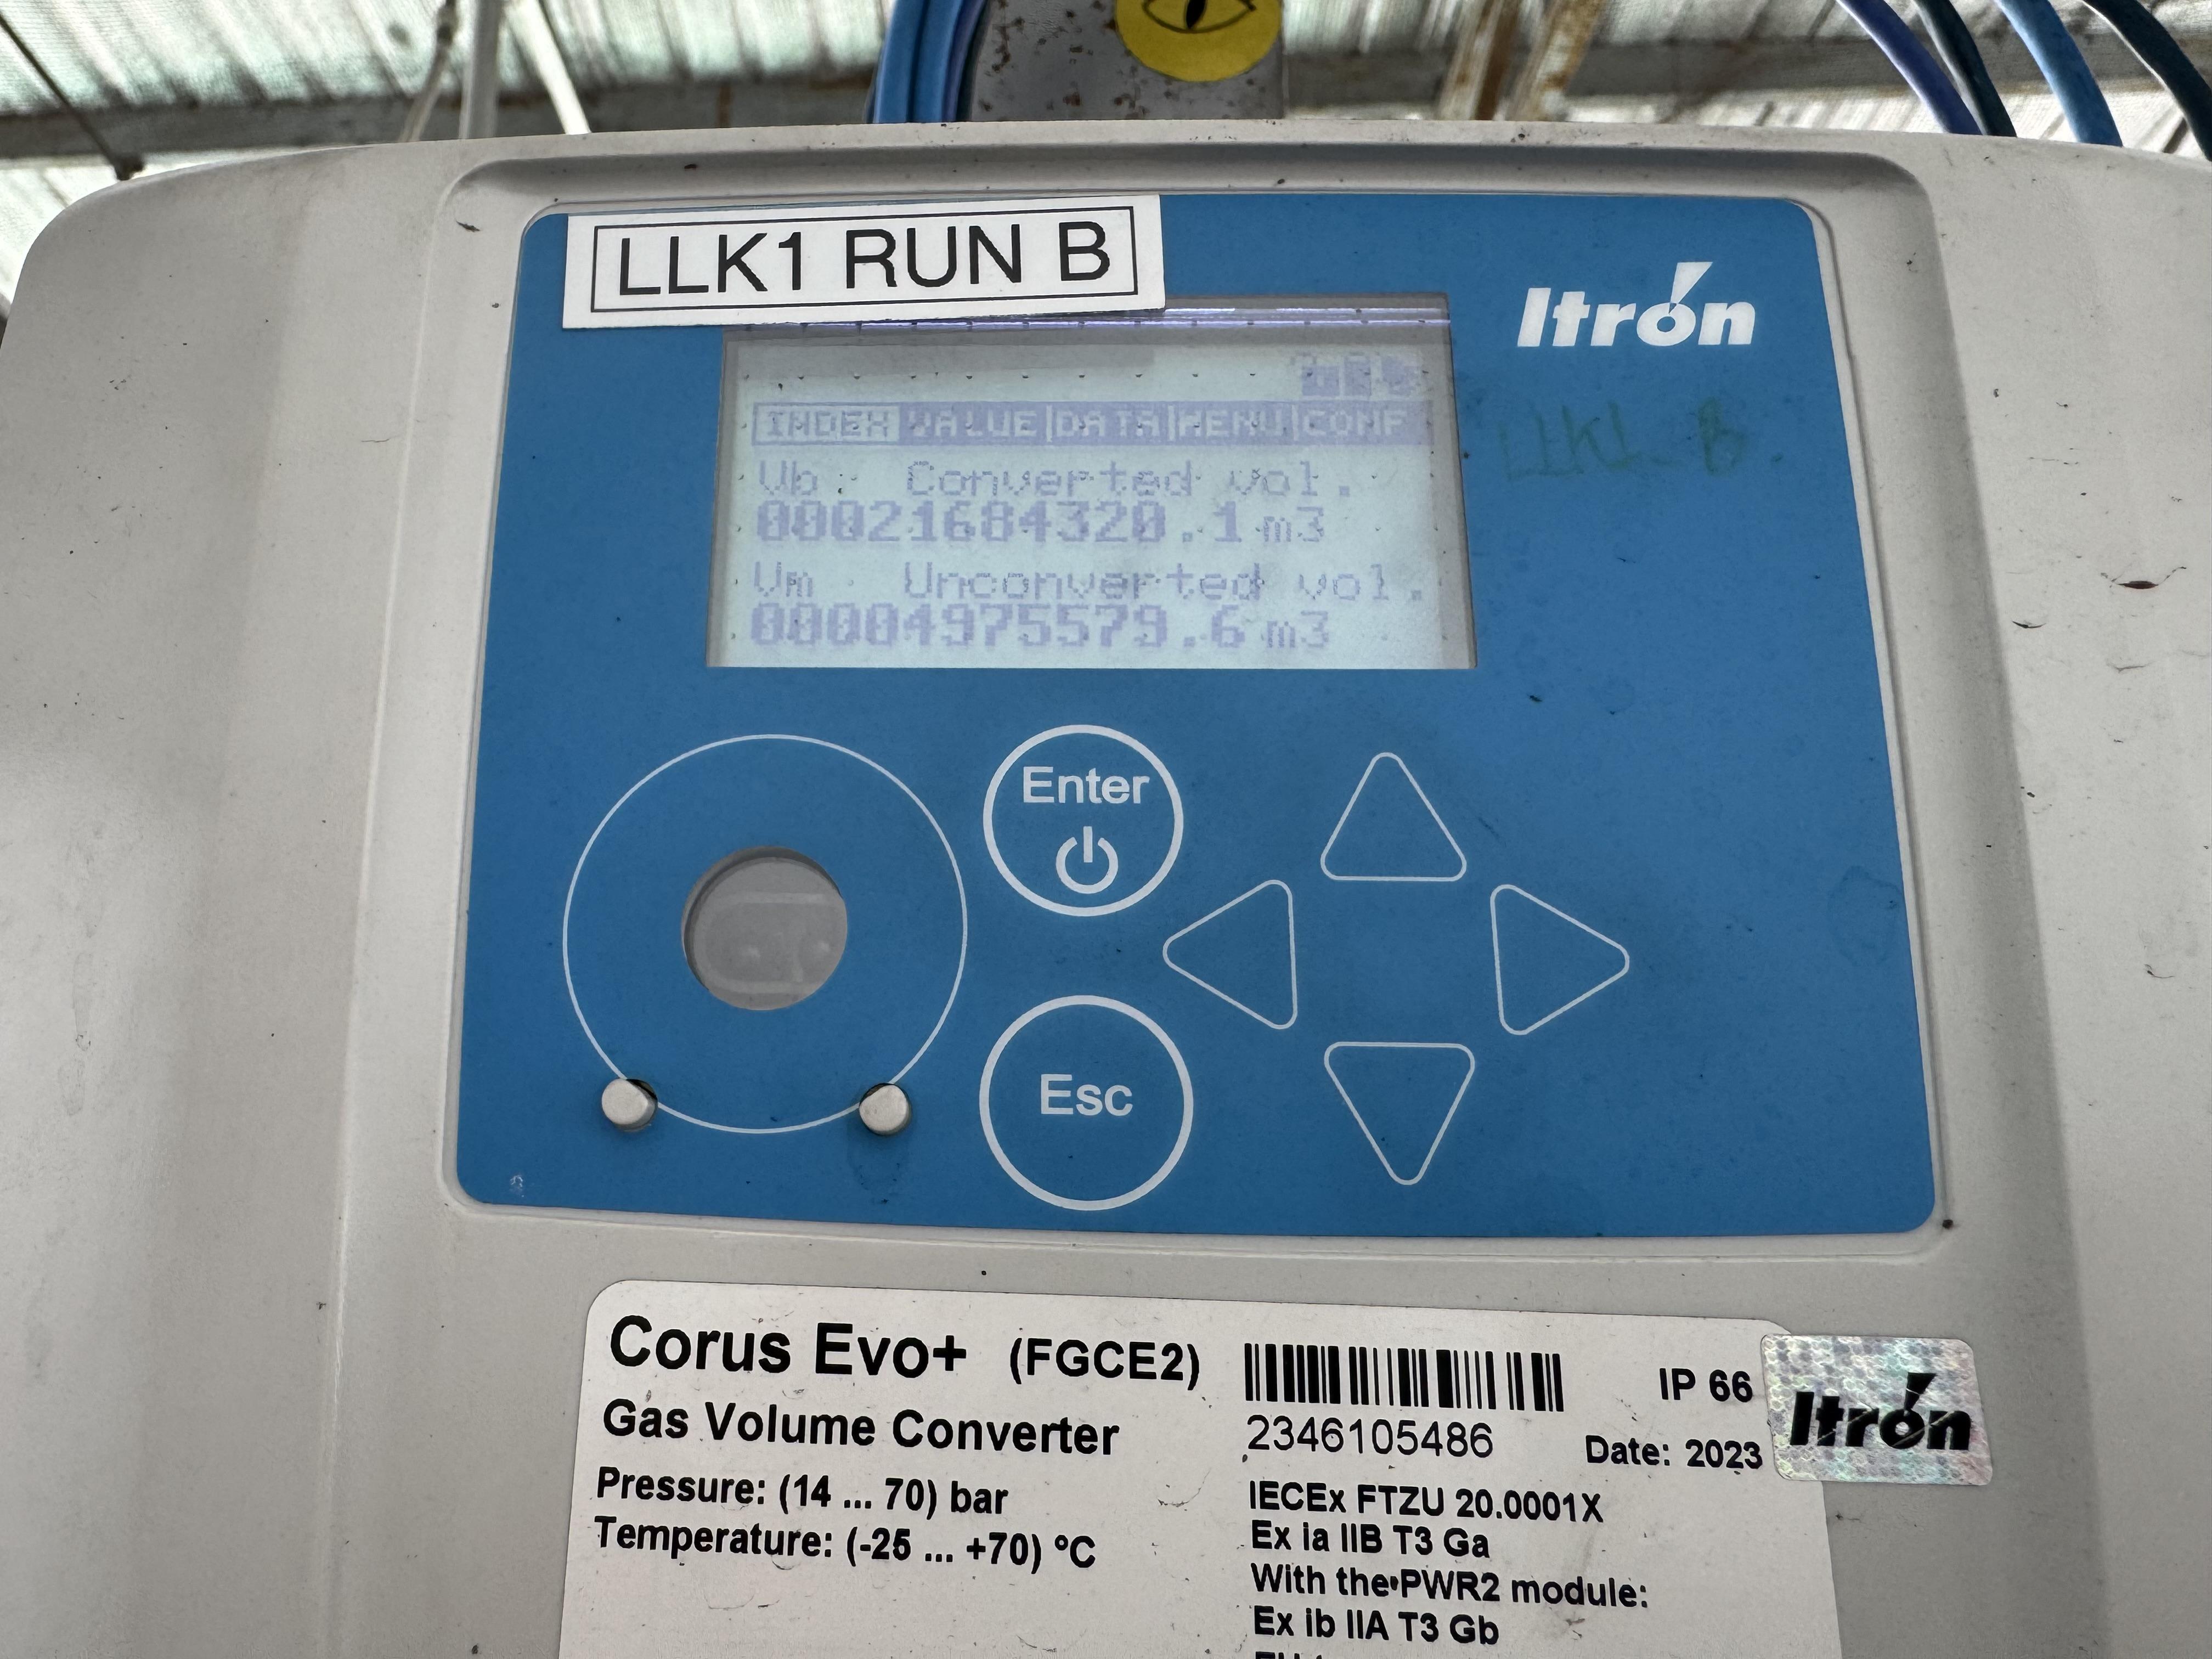 LLK1 RUN B
Itrón
LLK1 B
INDEX VALUE|DATA|MENU|CONF
Vb Converted vol.
00021684320.1 m3
Vm Unconverted vol.
00004975579.6 m3
Enter
Esc
Corus Evo+ (FGCE2)
Gas Volume Converter
Pressure: (14 ... 70) bar
Temperature: (-25 ... +70) °C
2346105486
IP 66
Date: 2023
Itrón
IECEx FTZU 20.0001X
Ex ia IIB T3 Ga
With the PWR2 module:
Ex ib IIA T3 Gb